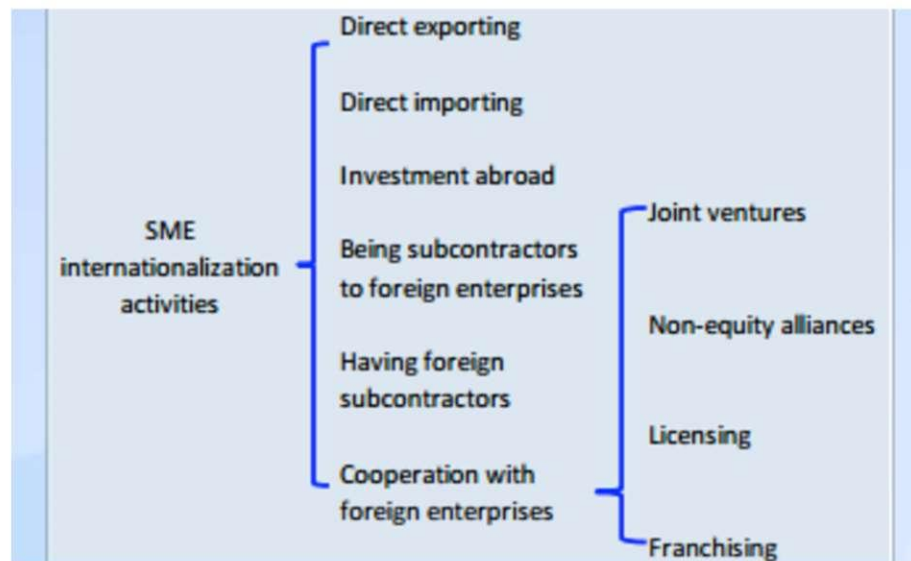 SME
internationalization
activities
Direct exporting
Direct importing
Investment abroad
Being subcontractors
to foreign enterprises
Having foreign
subcontractors
Cooperation with
foreign enterprises
Joint ventures
Non-equity alliances
Licensing
Franchising